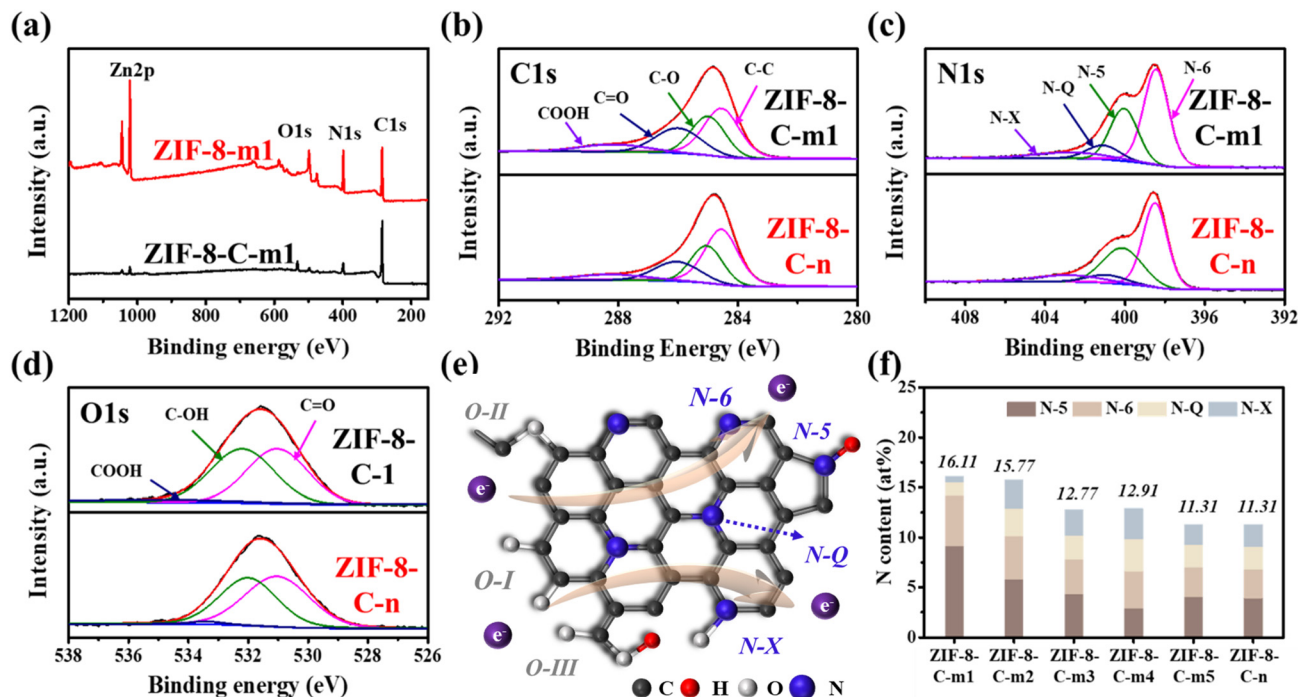 (a)
Zn2p
O1s
N1s
C1s
ZIF-8-m1
ZIF-8-C-m1
Intensity (a.u.)
1200 1000 800 600 400 200
Binding energy (eV)
(b)
C1s
COOH
C=O
C-O
C-C
ZIF-8-
C-m1
ZIF-8-
C-n
Intensity (a.u.)
292 288 284 280
Binding Energy (eV)
(c)
N1s
N-X
N-Q
N-5
N-6
ZIF-8-
C-m1
ZIF-8-
C-n
Intensity (a.u.)
408 404 400 396 392
Binding energy (eV)
(d)
O1s
COOH
C-OH
C=O
ZIF-8-
C-1
ZIF-8-
C-n
Intensity (a.u.)
538 536 534 532 530 528 526
Binding energy (eV)
(e)
O-II
N-6
e-
N-5
e-
N-Q
O-I
e-
e-
O-III
N-X
C H O N
(f)
N-5 N-6 N-Q N-X
N content (at%)
25
20
15
10
5
0
16.11 15.77 12.77 12.91 11.31 11.31
ZIF-8- ZIF-8- ZIF-8- ZIF-8- ZIF-8- ZIF-8-
C-m1 C-m2 C-m3 C-m4 C-m5 C-n